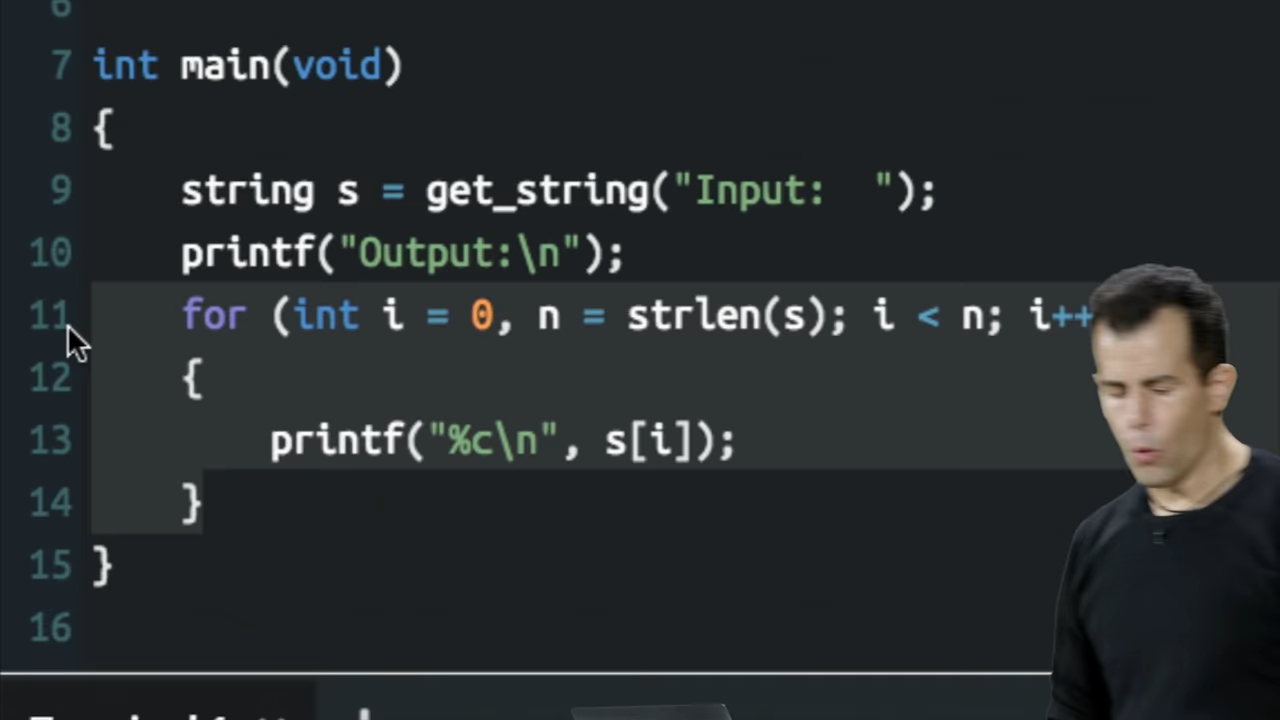 6
7 int main(void)
8 {
9 string s = get_string("Input:  ");
10 printf("Output:\n");
11 for (int i = 0, n = strlen(s); i < n; i++
12 {
13 printf("%c\n", s[i]);
14 }
15 }
16